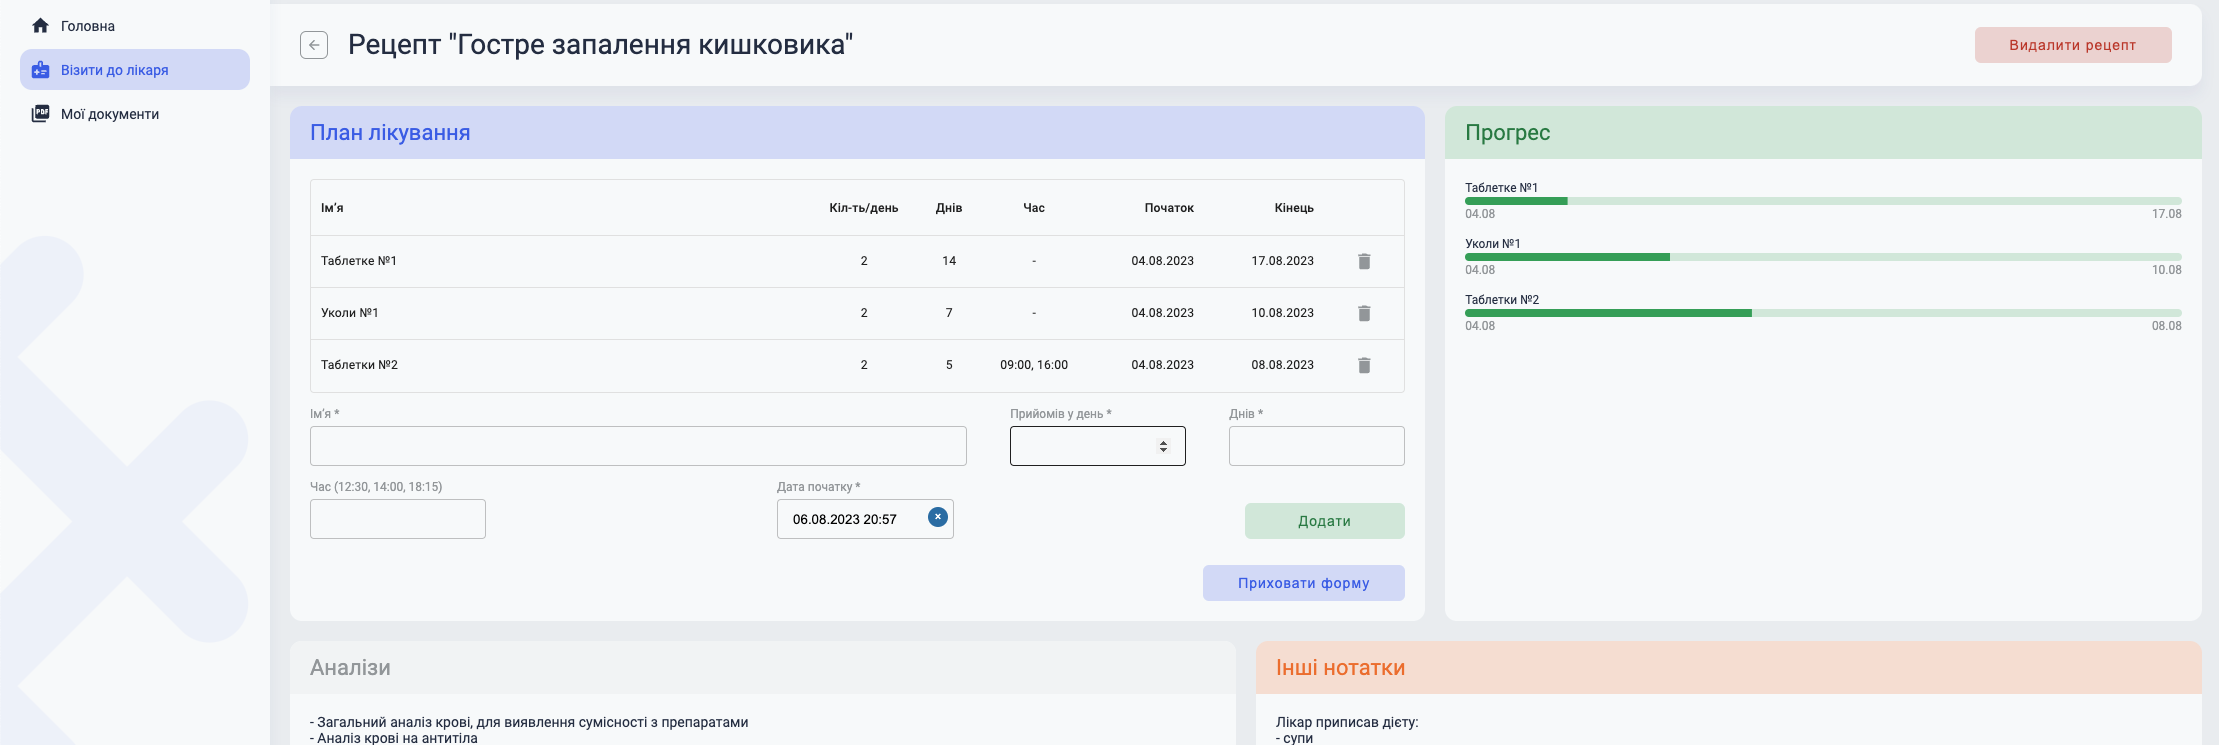 Головна
Візити до лікаря
Мої документи
Рецепт "Гостре запалення кишковика"
Видалити рецепт
План лікування
Ім'я Кіл-ть/день Днів Час Початок Кінець
Таблетке №1 2 14 - 04.08.2023 17.08.2023
Уколи №1 2 7 - 04.08.2023 10.08.2023
Таблетки №2 2 5 09:00, 16:00 04.08.2023 08.08.2023
Ім'я * Прийомів у день * Днів *
Час (12:30, 14:00, 18:15) Дата початку *
06.08.2023 20:57
Додати
Приховати форму
Прогрес
Таблетке №1
04.08 17.08
Уколи №1
04.08 10.08
Таблетки №2
04.08 08.08
Аналізи
- Загальний аналіз крові, для виявлення сумісності з препаратами
- Аналіз крові на антитіла
Інші нотатки
Лікар приписав дієту:
- супи